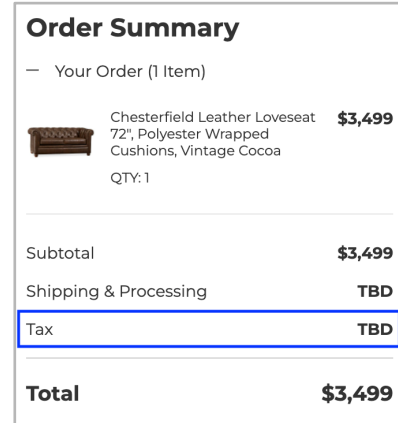 Order Summary
— Your Order (1 Item)
Chesterfield Leather Loveseat $3,499
72", Polyester Wrapped
Cushions, Vintage Cocoa
QTY: 1
Subtotal $3,499
Shipping & Processing TBD
Tax TBD
Total $3,499